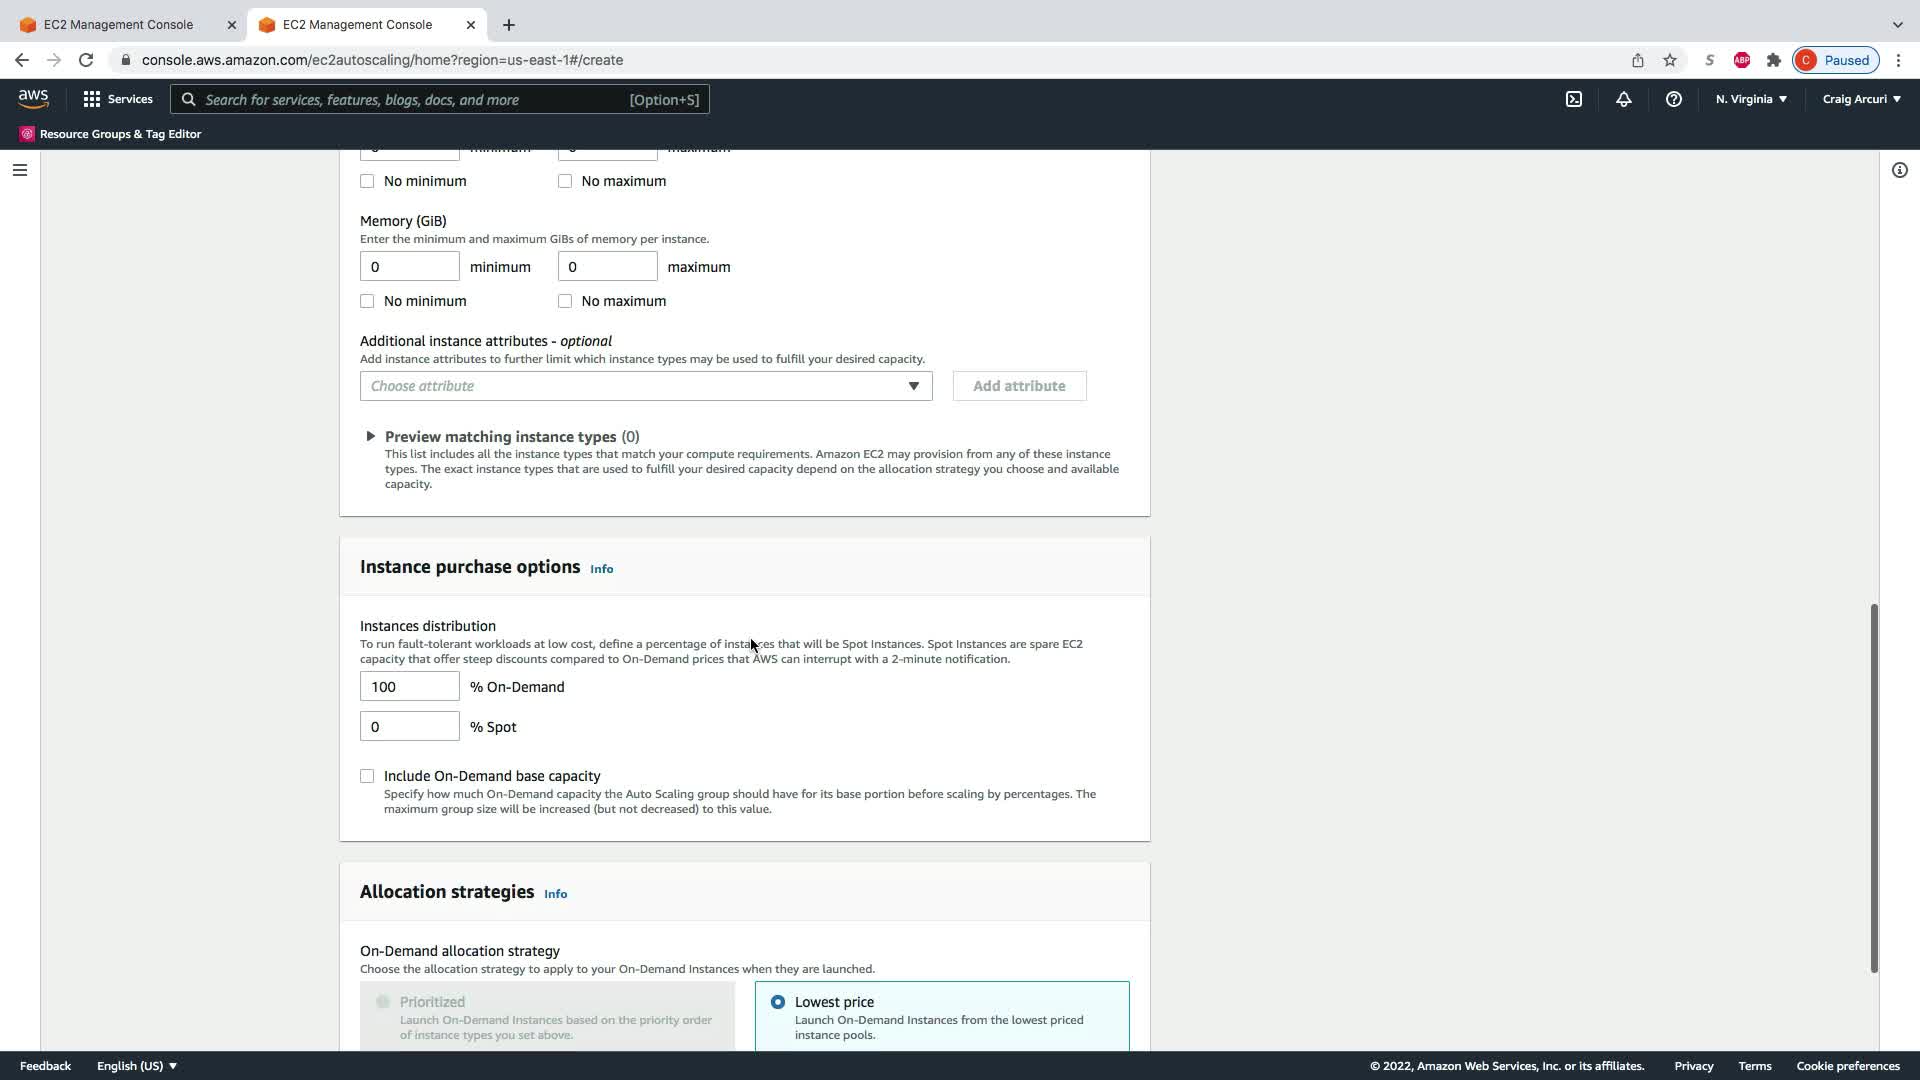 EC2 Management Console
EC2 Management Console
console.aws.amazon.com/ec2autoscaling/home?region=us-east-1#/create
S
ABP
C Paused
aws
Services
Search for services, features, blogs, docs, and more [Option+S]
N. Virginia
Craig Arcuri
Resource Groups & Tag Editor
minimum maximum
No minimum No maximum
Memory (GiB)
Enter the minimum and maximum GiBs of memory per instance.
0 minimum 0 maximum
No minimum No maximum
Additional instance attributes - optional
Add instance attributes to further limit which instance types may be used to fulfill your desired capacity.
Choose attribute
Add attribute
Preview matching instance types (0)
This list includes all the instance types that match your compute requirements. Amazon EC2 may provision from any of these instance
types. The exact instance types that are used to fulfill your desired capacity depend on the allocation strategy you choose and available
capacity.
Instance purchase options Info
Instances distribution
To run fault-tolerant workloads at low cost, define a percentage of instances that will be Spot Instances. Spot Instances are spare EC2
capacity that offer steep discounts compared to On-Demand prices that AWS can interrupt with a 2-minute notification.
100 % On-Demand
0 % Spot
Include On-Demand base capacity
Specify how much On-Demand capacity the Auto Scaling group should have for its base portion before scaling by percentages. The
maximum group size will be increased (but not decreased) to this value.
Allocation strategies Info
On-Demand allocation strategy
Choose the allocation strategy to apply to your On-Demand Instances when they are launched.
Prioritized
Launch On-Demand Instances based on the priority order
of instance types you set above.
Lowest price
Launch On-Demand Instances from the lowest priced
instance pools.
Feedback English (US)
© 2022, Amazon Web Services, Inc. or its affiliates. Privacy Terms Cookie preferences